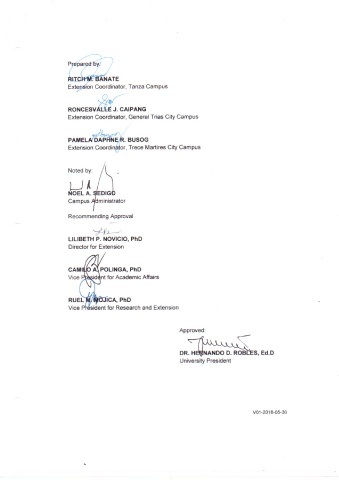 Prepared by:
RITCH M. BANATE
Extension Coordinator, Tanza Campus
RONCESVALLE J. CAIPANG
Extension Coordinator, General Trias City Campus
PAMELA DAPHNE R. BUSOG
Extension Coordinator, Trece Martires City Campus
Noted by:
NOEL A. SEDIGO
Campus Administrator
Recommending Approval
LILIBETH P. NOVICIO, PhD
Director for Extension
CAMILO A. POLINGA, PhD
Vice President for Academic Affairs
RUEL M. MOJICA, PhD
Vice President for Research and Extension
Approved:
DR. HERNANDO D. ROBLES, Ed.D
University President
V01-2018-05-30